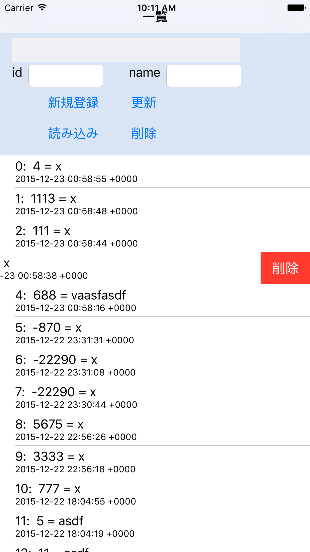 Carrier 10:11 AM
一覧
id name
新規登録 更新
読み込み 削除
0: 4 = x
2015-12-23 00:58:55 +0000
1: 1113 = x
2015-12-23 00:58:48 +0000
2: 111 = x
2015-12-23 00:58:44 +0000
x
-23 00:58:38 +0000
削除
4: 688 = vaasfasdf
2015-12-23 00:58:16 +0000
5: -870 = x
2015-12-22 23:31:31 +0000
6: -22290 = x
2015-12-22 23:31:08 +0000
7: -22290 = x
2015-12-22 23:30:44 +0000
8: 5675 = x
2015-12-22 22:56:26 +0000
9: 3333 = x
2015-12-22 22:56:18 +0000
10: 777 = x
2015-12-22 18:04:55 +0000
11: 5 = asdf
2015-12-22 18:04:19 +0000